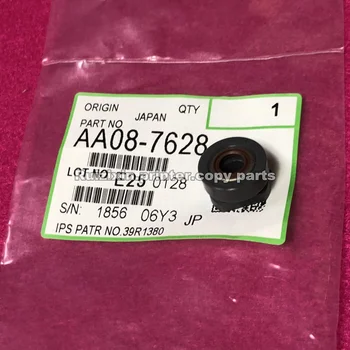 ORIGIN JAPAN QTY 1
PART NO
AA08-7628
LOT NO. E25 0128
S/N: 1856 06Y3 JP
IPS PATR NO.39R1380